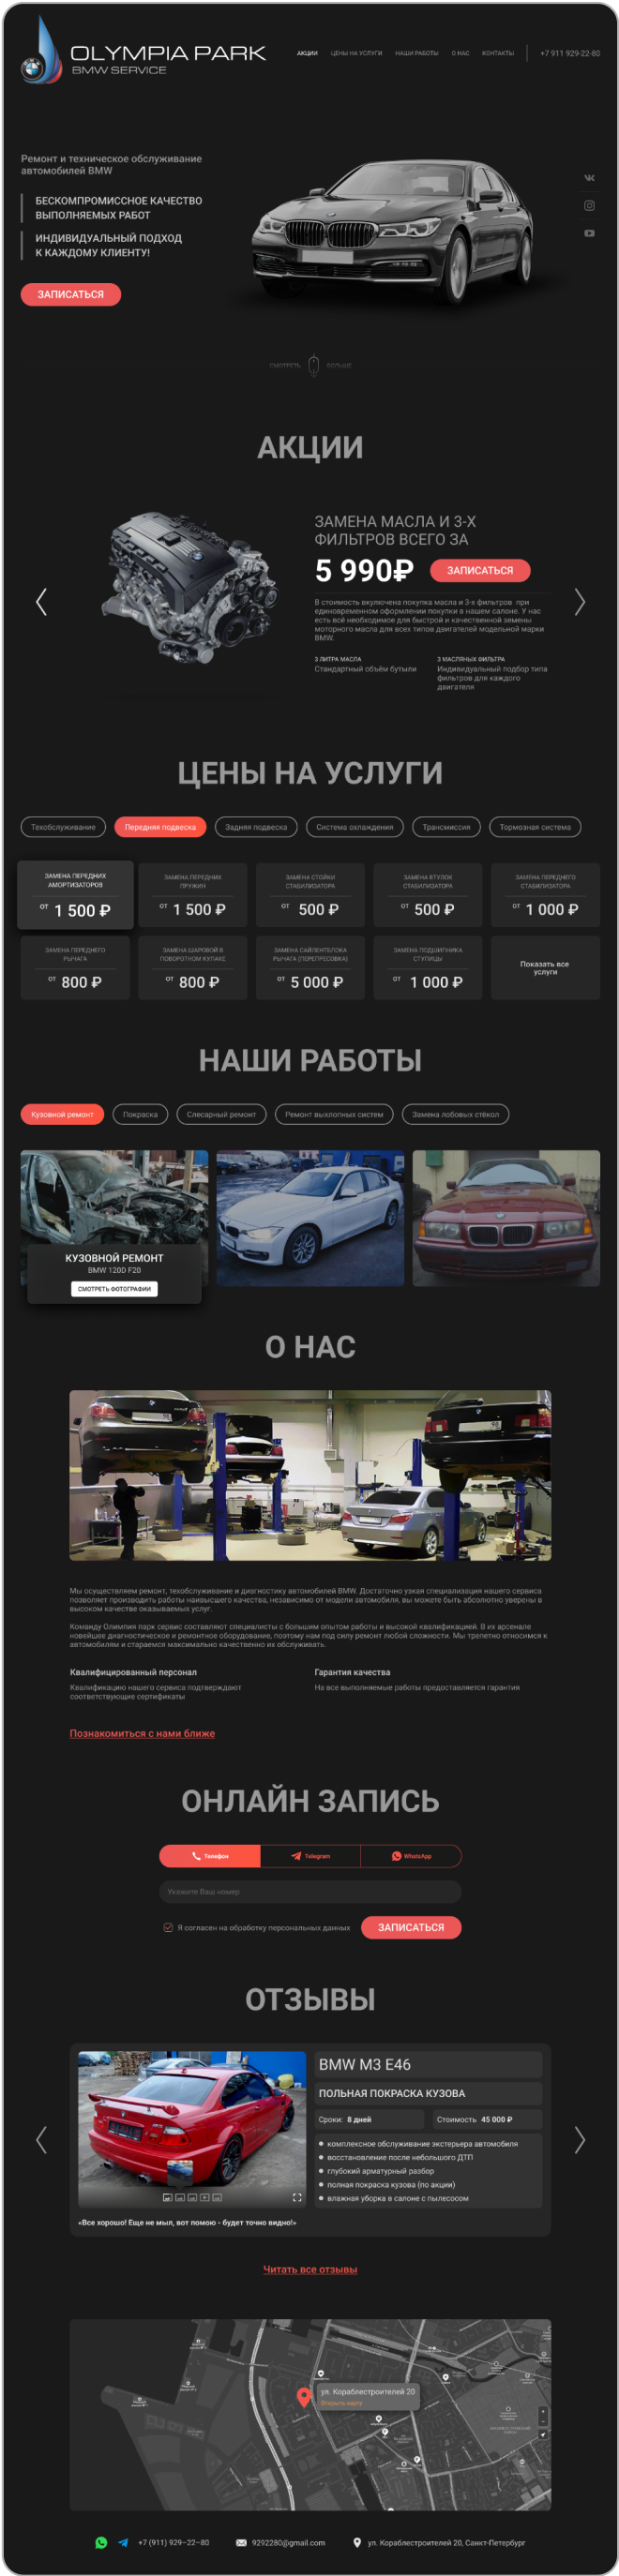 OLYMPIA PARK
BMW SERVICE
АКЦИИ ЦЕНЫ НА УСЛУГИ НАШИ РАБОТЫ О НАС КОНТАКТЫ +7 911 929-22-80
Ремонт и техническое обслуживание
автомобилей BMW
БЕСКОМПРОМИССНОЕ КАЧЕСТВО
ВЫПОЛНЯЕМЫХ РАБОТ
ИНДИВИДУАЛЬНЫЙ ПОДХОД
К КАЖДОМУ КЛИЕНТУ!
ЗАПИСАТЬСЯ
СМОТРЕТЬ БОЛЬШЕ
АКЦИИ
ЗАМЕНА МАСЛА И 3-Х
ФИЛЬТРОВ ВСЕГО ЗА
5 990₽ ЗАПИСАТЬСЯ
В стоимость вкулючена покупка масла и 3-х фильтров при
единовременном оформлении покупки в нашем салоне. У нас
есть всё необходимое для быстрой и качественной земены
моторного масла для всех типов двигателей модельной марки
BMW.
3 ЛИТРА МАСЛА
Стандартный объём бутыли
3 МАСЛЯНЫХ ФИЛЬТРА
Индивидуальный подбор типа
фильтров для каждого
двигателя
ЦЕНЫ НА УСЛУГИ
Техобслуживание Передняя подвеска Задняя подвеска Система охлаждения Трансмиссия Тормозная система
ЗАМЕНА ПЕРЕДНИХ
АМОРТИЗАТОРОВ
ОТ 1 500 ₽
ЗАМЕНА ПЕРЕДНИХ
ПРУЖИН
ОТ 1 500 ₽
ЗАМЕНА СТОЙКИ
СТАБИЛИЗАТОРА
ОТ 500 ₽
ЗАМЕНА ВТУЛОК
СТАБИЛИЗАТОРА
ОТ 500 ₽
ЗАМЕНА ПЕРЕДНЕГО
СТАБИЛИЗАТОРА
ОТ 1 000 ₽
ЗАМЕНА ПЕРЕДНЕГО
РЫЧАГА
ОТ 800 ₽
ЗАМЕНА ШАРОВОЙ В
ПОВОРОТНОМ КУЛАКЕ
ОТ 800 ₽
ЗАМЕНА САЙЛЕНТБЛОКА
РЫЧАГА (ПЕРЕПРЕССОВКА)
ОТ 5 000 ₽
ЗАМЕНА ПОДШИПНИКА
СТУПИЦЫ
ОТ 1 000 ₽
Показать все
услуги
НАШИ РАБОТЫ
Кузовной ремонт Покраска Слесарный ремонт Ремонт выхлопных систем Замена лобовых стёкол
КУЗОВНОЙ РЕМОНТ
BMW 120D F20
СМОТРЕТЬ ФОТОГРАФИИ
О НАС
Мы осуществляем ремонт, техобслуживание и диагностику автомобилей BMW. Достаточно узкая специализация нашего сервиса
позволяет производить работы наивысшего качества, независимо от модели автомобиля, вы можете быть абсолютно уверены в
высоком качестве оказываемых услуг.
Команду Олимпия парк сервис составляют специалисты с большим опытом работы и высокой квалификацией. В их арсенале
новейшее диагностическое и ремонтное оборудование, поэтому нам под силу ремонт любой сложности. Мы трепетно относимся к
автомобилям и стараемся максимально качественно их обслуживать.
Квалифицированный персонал
Квалификацию нашего сервиса подтверждают
соответствующие сертификаты
Гарантия качества
На все выполняемые работы предоставляется гарантия
Познакомиться с нами ближе
ОНЛАЙН ЗАПИСЬ
Телефон Telegram WhatsApp
Укажите Ваш номер
Я согласен на обработку персональных данных ЗАПИСАТЬСЯ
ОТЗЫВЫ
BMW M3 E46
ПОЛЬНАЯ ПОКРАСКА КУЗОВА
Сроки: 8 дней Стоимость 45 000 ₽
комплексное обслуживание экстерьера автомобиля
восстановление после небольшого ДТП
глубокий арматурный разбор
полная покраска кузова (по акции)
влажная уборка в салоне с пылесосом
«Все хорошо! Еще не мыл, вот помою - будет точно видно!»
Читать все отзывы
ул. Кораблестроителей 20
Открыть карту
+7 (911) 929–22–80 9292280@gmail.com ул. Кораблестроителей 20, Санкт-Петербург